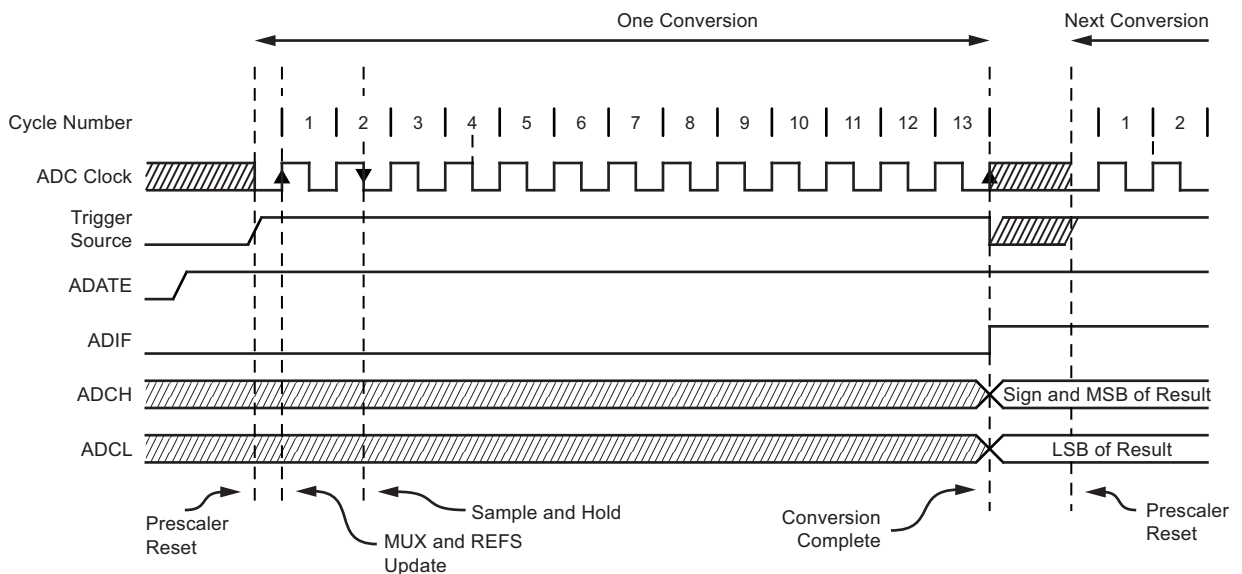 One Conversion
Next Conversion
Cycle Number
1 2 3 4 5 6 7 8 9 10 11 12 13 1 2
ADC Clock
Trigger
Source
ADATE
ADIF
ADCH
Sign and MSB of Result
ADCL
LSB of Result
Prescaler
Reset
MUX and REFS
Update
Sample and Hold
Conversion
Complete
Prescaler
Reset